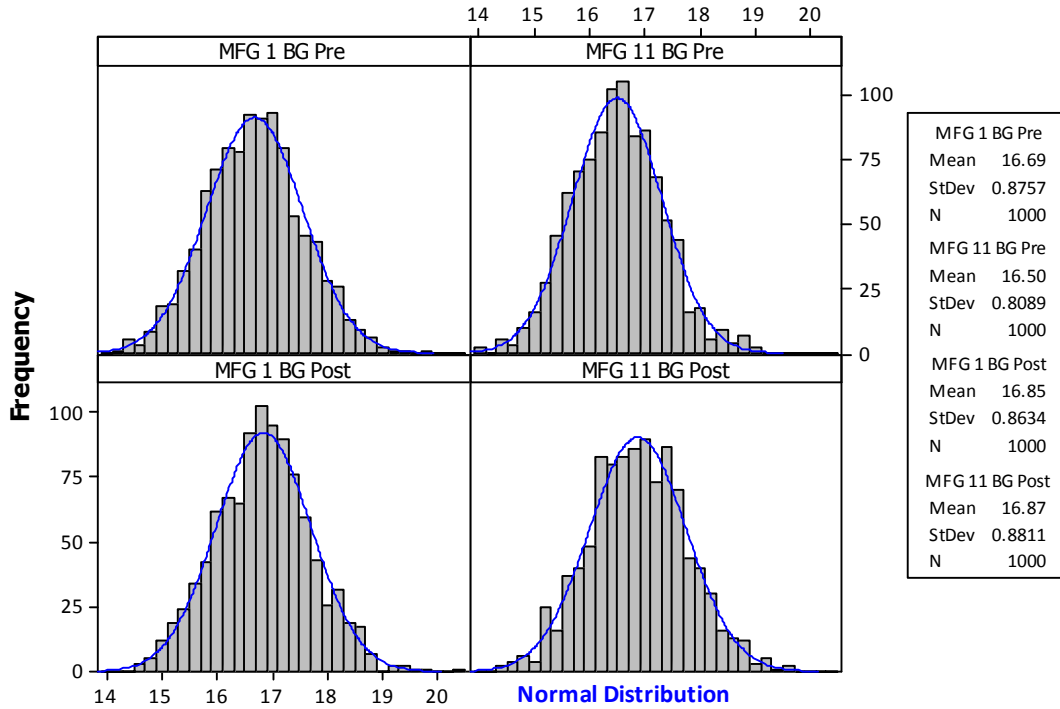 14 15 16 17 18 19 20
MFG 1 BG Pre
MFG 11 BG Pre
100
75
50
25
0
MFG 1 BG Post
MFG 11 BG Post
100
75
50
25
0
14 15 16 17 18 19 20
Frequency
Normal Distribution
MFG 1 BG Pre
Mean 16.69
StDev 0.8757
N 1000
MFG 11 BG Pre
Mean 16.50
StDev 0.8089
N 1000
MFG 1 BG Post
Mean 16.85
StDev 0.8634
N 1000
MFG 11 BG Post
Mean 16.87
StDev 0.8811
N 1000